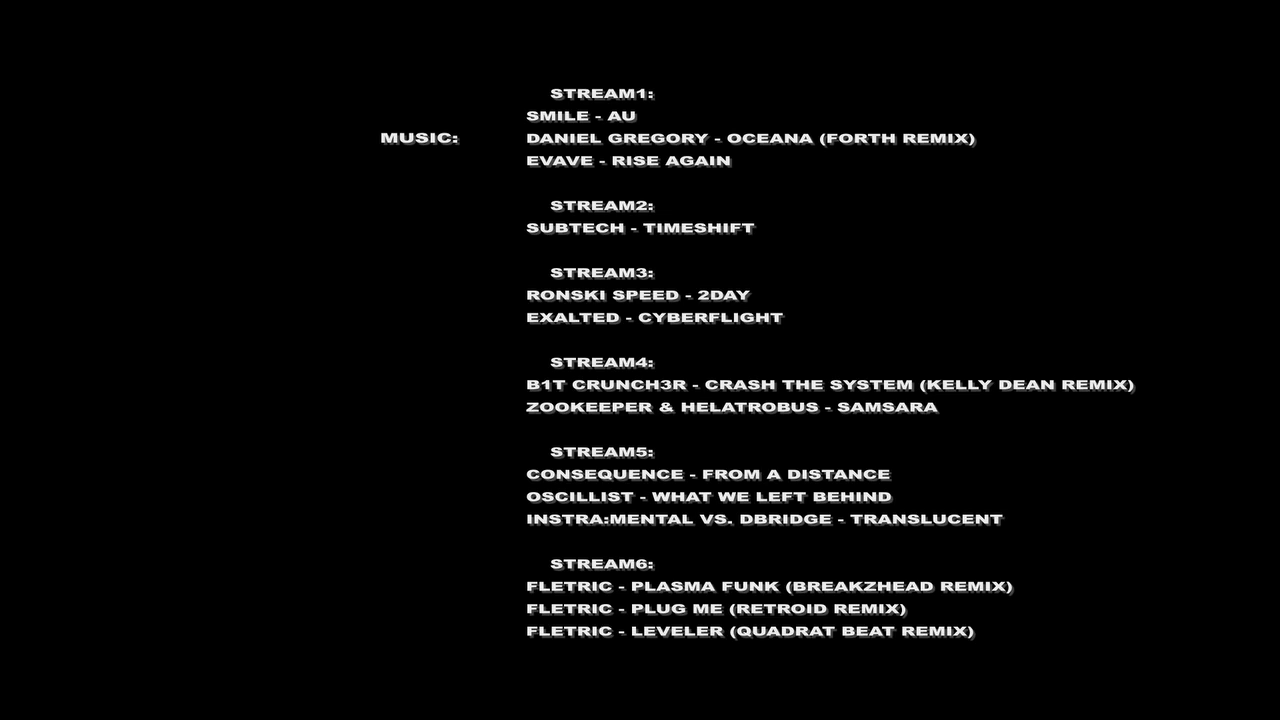 STREAM1:
SMILE - AU
MUSIC: DANIEL GREGORY - OCEANA (FORTH REMIX)
EVAVE - RISE AGAIN
STREAM2:
SUBTECH - TIMESHIFT
STREAM3:
RONSKI SPEED - 2DAY
EXALTED - CYBERFLIGHT
STREAM4:
B1T CRUNCH3R - CRASH THE SYSTEM (KELLY DEAN REMIX)
ZOOKEEPER & HELATROBUS - SAMSARA
STREAM5:
CONSEQUENCE - FROM A DISTANCE
OSCILLIST - WHAT WE LEFT BEHIND
INSTRA:MENTAL VS. DBRIDGE - TRANSLUCENT
STREAM6:
FLETRIC - PLASMA FUNK (BREAKZHEAD REMIX)
FLETRIC - PLUG ME (RETROID REMIX)
FLETRIC - LEVELER (QUADRAT BEAT REMIX)